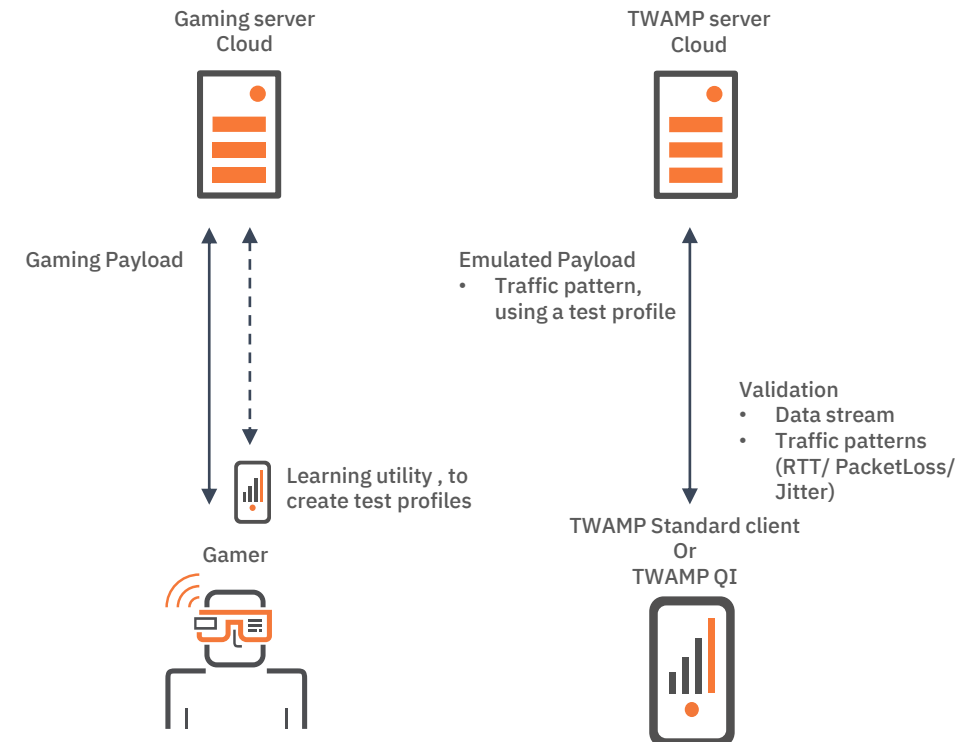 Gaming server
Cloud
Gaming Payload
Learning utility , to
create test profiles
Gamer
TWAMP server
Cloud
Emulated Payload
• Traffic pattern,
using a test profile
Validation
• Data stream
• Traffic patterns
(RTT/ PacketLoss/
Jitter)
TWAMP Standard client
Or
TWAMP QI